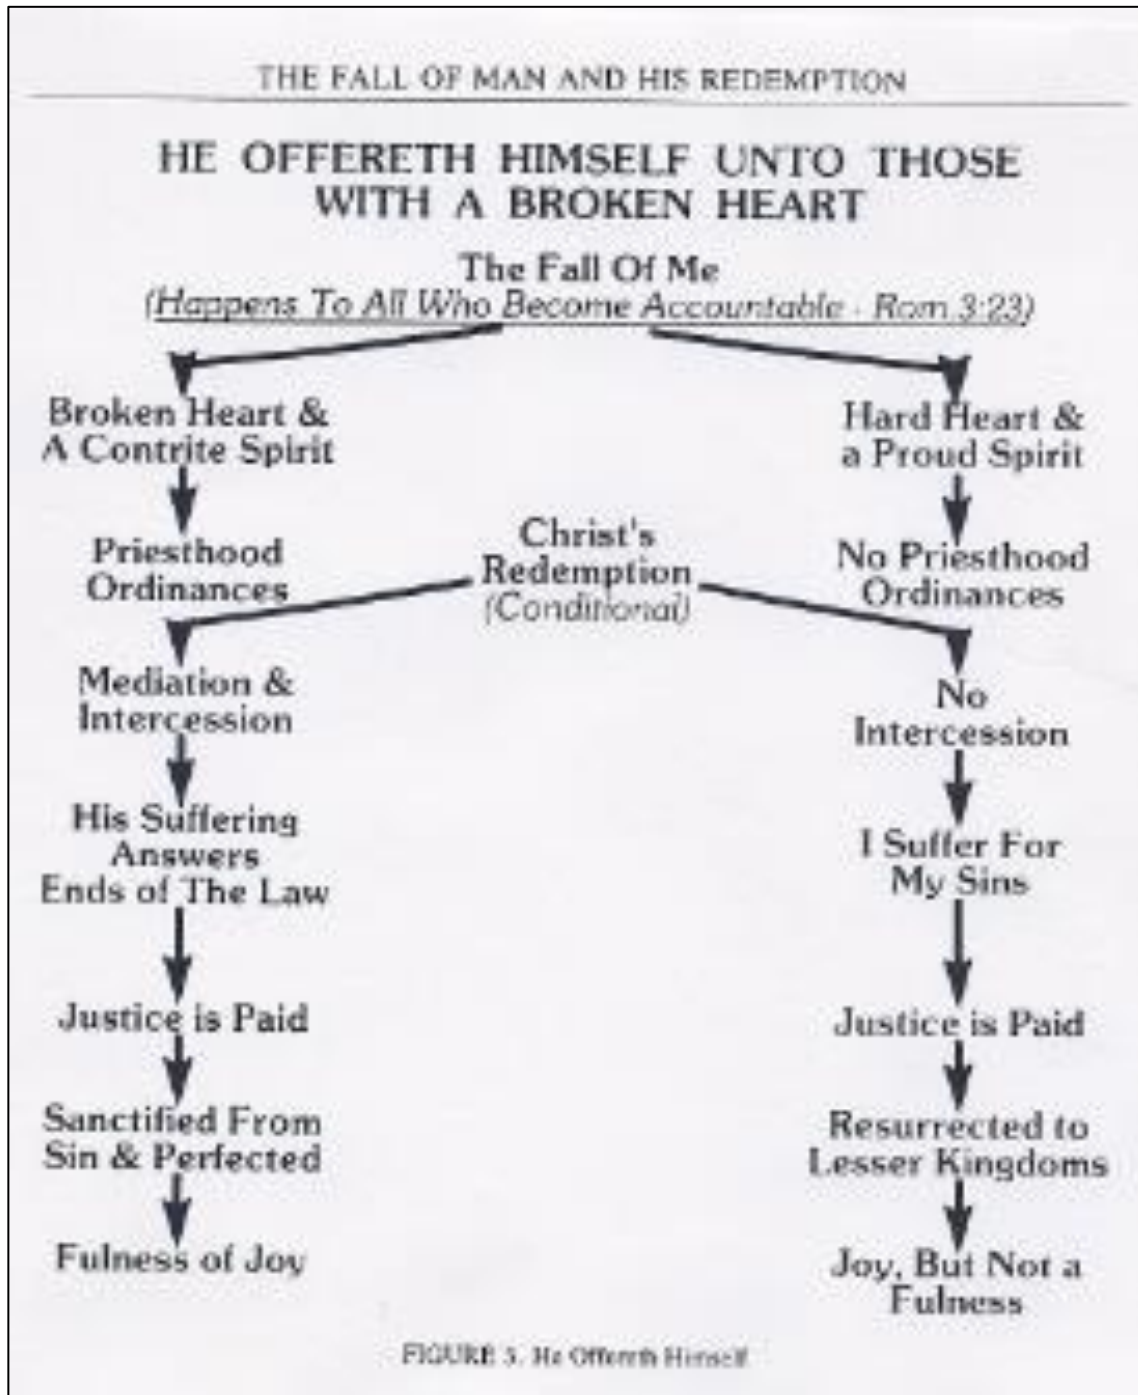 THE FALL OF MAN AND HIS REDEMPTION
HE OFFERETH HIMSELF UNTO THOSE
WITH A BROKEN HEART
The Fall Of Me
(Happens To All Who Become Accountable - Rom. 3:23)
Broken Heart &
A Contrite Spirit
Hard Heart &
a Proud Spirit
Priesthood
Ordinances
Christ's
Redemption
(Conditional)
No Priesthood
Ordinances
Mediation &
Intercession
No
Intercession
His Suffering
Answers
Ends of The Law
I Suffer For
My Sins
Justice is Paid
Justice is Paid
Sanctified From
Sin & Perfected
Resurrected to
Lesser Kingdoms
Fulness of Joy
Joy, But Not a
Fulness
FIGURE 3. He Offereth Himself